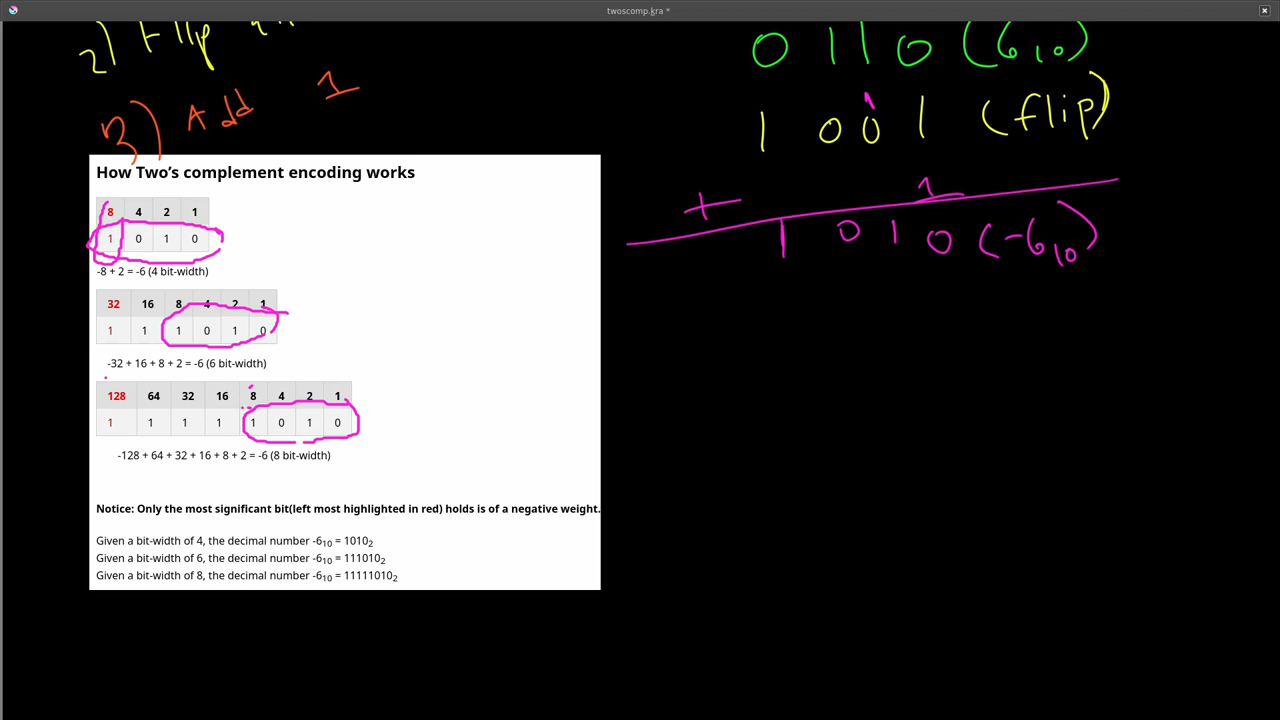 twoscomp.kra *
2) Flip
3) Add 1
0 1 1 0 (6₁₀)
1
1 0 0 1 (flip)
+ 1
1 0 1 0 (-6₁₀)
How Two’s complement encoding works
8 4 2 1
1 0 1 0
-8 + 2 = -6 (4 bit-width)
32 16 8 4 2 1
1 1 1 0 1 0
-32 + 16 + 8 + 2 = -6 (6 bit-width)
128 64 32 16 8 4 2 1
1 1 1 1 1 0 1 0
-128 + 64 + 32 + 16 + 8 + 2 = -6 (8 bit-width)
Notice: Only the most significant bit(left most highlighted in red) holds is of a negative weight.
Given a bit-width of 4, the decimal number -6₁₀ = 1010₂
Given a bit-width of 6, the decimal number -6₁₀ = 111010₂
Given a bit-width of 8, the decimal number -6₁₀ = 11111010₂